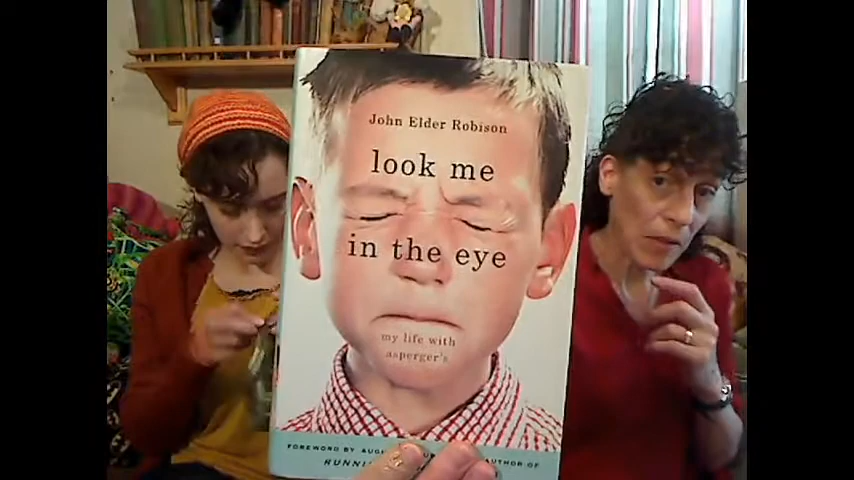 John Elder Robison
look me
in the eye
my life with
asperger's
FOREWORD BY
AUTHOR OF